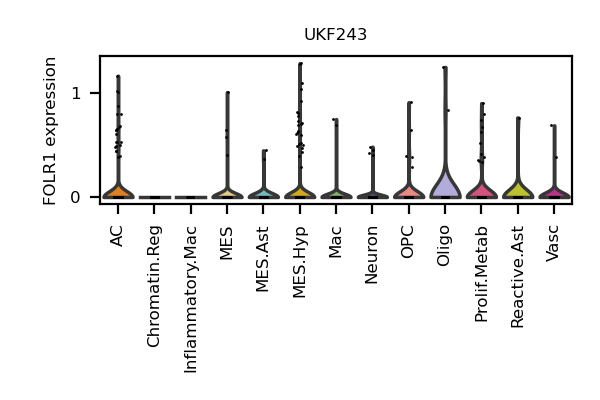 UKF243
FOLR1 expression
1
0
AC
Chromatin.Reg
Inflammatory.Mac
MES
MES.Ast
MES.Hyp
Mac
Neuron
OPC
Oligo
Prolif.Metab
Reactive.Ast
Vasc